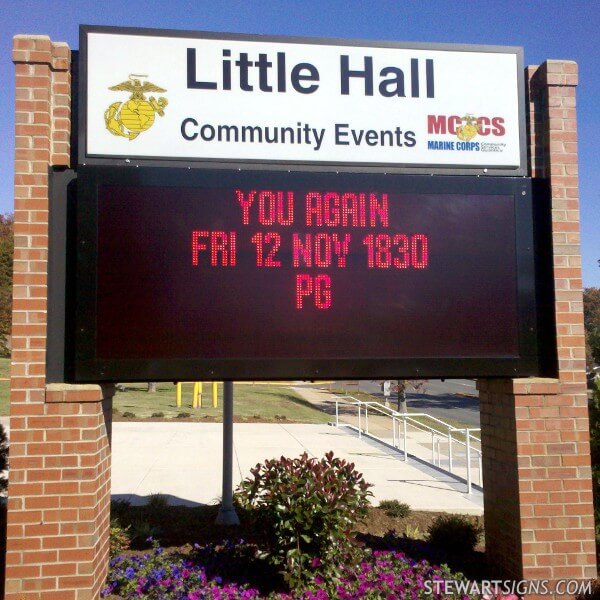 Little Hall
Community Events
MCCS
MARINE CORPS
YOU AGAIN
FRI 12 NOV 1830
PG
STEWARTSIGNS.COM